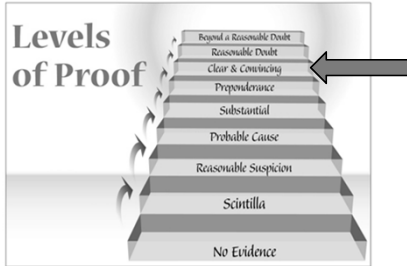 Levels
of Proof
Beyond a Reasonable Doubt
Reasonable Doubt
Clear & Convincing
Preponderance
Substantial
Probable Cause
Reasonable Suspicion
Scintilla
No Evidence